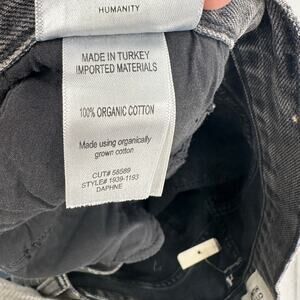 HUMANITY
MADE IN TURKEY
IMPORTED MATERIALS
100% ORGANIC COTTON
Made using organically
grown cotton
CUT# 58589
STYLE# 1939-1193
DAPHNE